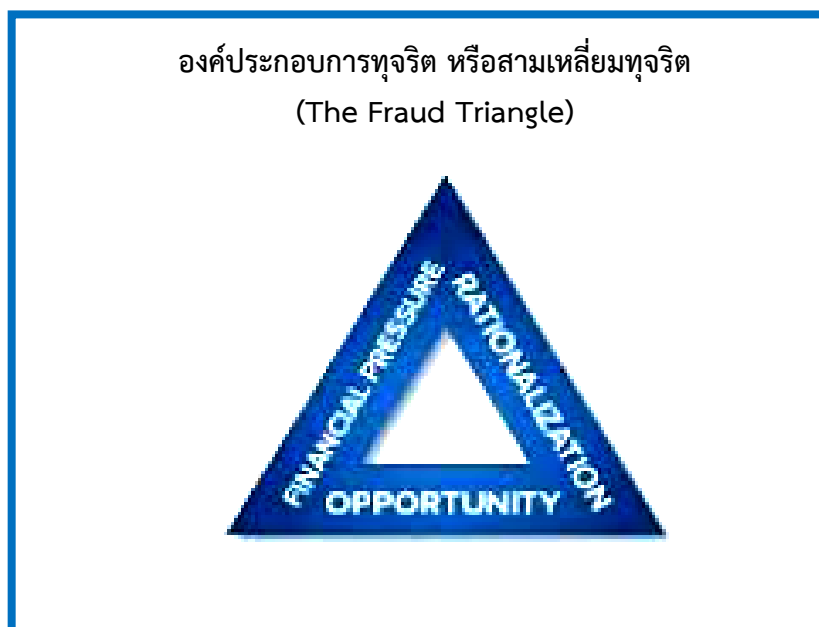 องค์ประกอบการทุจริต หรือสามเหลี่ยมทุจริต
(The Fraud Triangle)
FINANCIAL PRESSURE
RATIONALIZATION
OPPORTUNITY